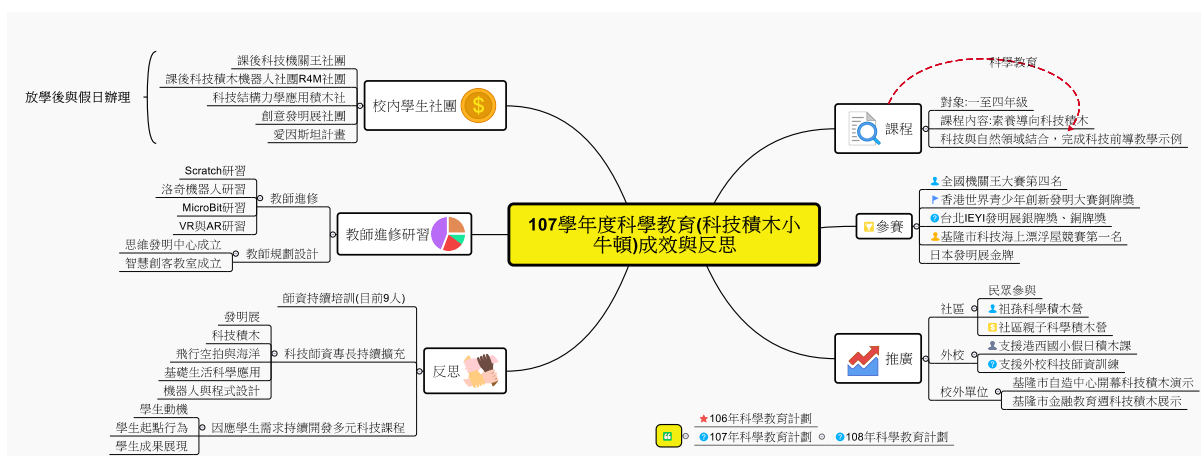 107學年度科學教育(科技積木小
牛頓)成效與反思
科學教育
課程
對象:一至四年級
課程內容:素養導向科技積木
科技與自然領域結合，完成科技前導教學示例
參賽
全國機關王大賽第四名
香港世界青少年創新發明大賽銅牌獎
台北IEYI發明展銀牌獎、銅牌獎
基隆市科技海上漂浮屋競賽第一名
日本發明展金牌
推廣
社區
民眾參與
祖孫科學積木營
社區親子科學積木營
外校
支援港西國小假日積木課
支援外校科技師資訓練
校外單位
基隆市自造中心開幕科技積木演示
基隆市金融教育週科技積木展示
校內學生社團
課後科技機關王社團
課後科技積木機器人社團R4M社團
科技結構力學應用積木社
創意發明展社團
愛因斯坦計畫
放學後與假日辦理
教師進修研習
教師進修
Scratch研習
洛奇機器人研習
MicroBit研習
VR與AR研習
教師規劃設計
思維發明中心成立
智慧創客教室成立
反思
師資持續培訓(目前9人)
科技師資專長持續擴充
發明展
科技積木
飛行空拍與海洋
基礎生活科學應用
機器人與程式設計
因應學生需求持續開發多元科技課程
學生動機
學生起點行為
學生成果展現
106年科學教育計劃
107年科學教育計劃
108年科學教育計劃